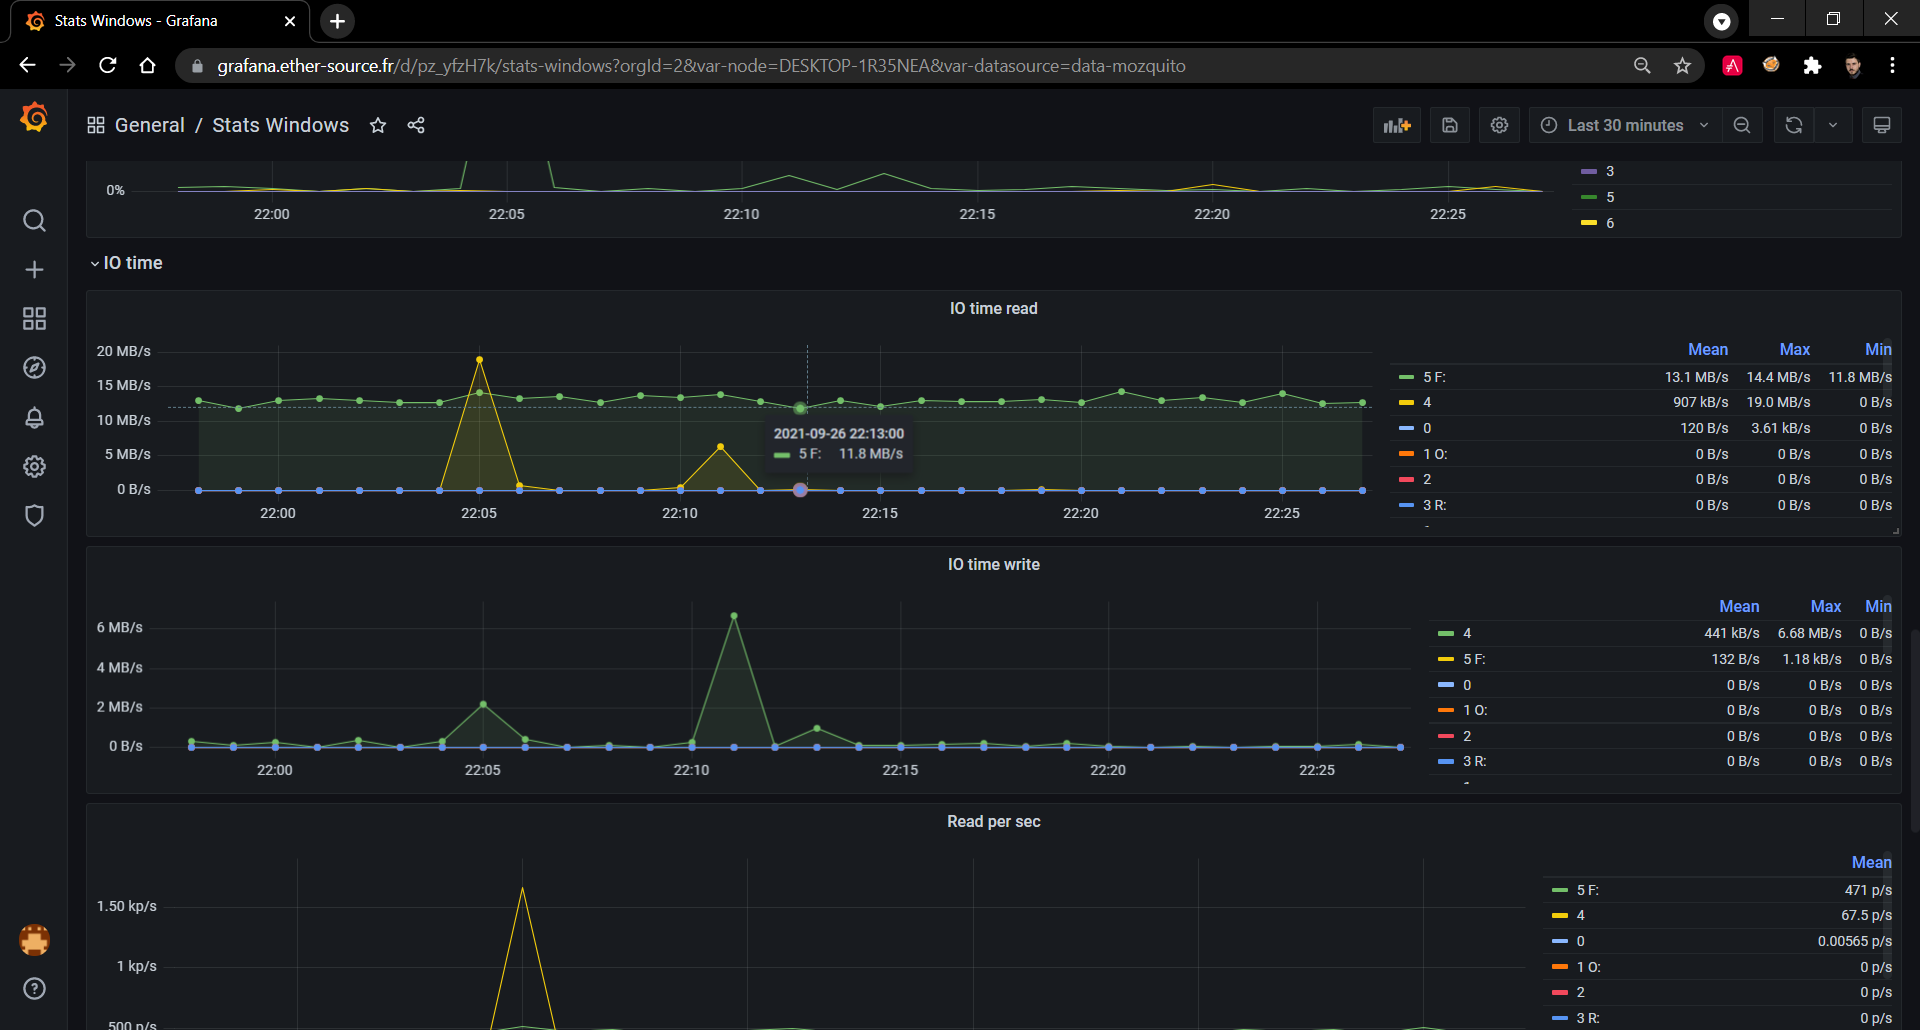 Stats Windows - Grafana
grafana.ether-source.fr/d/pz_yfzH7k/stats-windows?orgId=2&var-node=DESKTOP-1R35NEA&var-datasource=data-mozquito
General / Stats Windows
Last 30 minutes
0%
22:00 22:05 22:10 22:15 22:20 22:25
3
5
6
IO time
IO time read
20 MB/s
15 MB/s
10 MB/s
5 MB/s
0 B/s
22:00 22:05 22:10 22:15 22:20 22:25
2021-09-26 22:13:00
5 F: 11.8 MB/s
Mean Max Min
5 F: 13.1 MB/s 14.4 MB/s 11.8 MB/s
4 907 kB/s 19.0 MB/s 0 B/s
0 120 B/s 3.61 kB/s 0 B/s
1 O: 0 B/s 0 B/s 0 B/s
2 0 B/s 0 B/s 0 B/s
3 R: 0 B/s 0 B/s 0 B/s
IO time write
6 MB/s
4 MB/s
2 MB/s
0 B/s
22:00 22:05 22:10 22:15 22:20 22:25
Mean Max Min
4 441 kB/s 6.68 MB/s 0 B/s
5 F: 132 B/s 1.18 kB/s 0 B/s
0 0 B/s 0 B/s 0 B/s
1 O: 0 B/s 0 B/s 0 B/s
2 0 B/s 0 B/s 0 B/s
3 R: 0 B/s 0 B/s 0 B/s
Read per sec
1.50 kp/s
1 kp/s
500 p/s
Mean
5 F: 471 p/s
4 67.5 p/s
0 0.00565 p/s
1 O: 0 p/s
2 0 p/s
3 R: 0 p/s